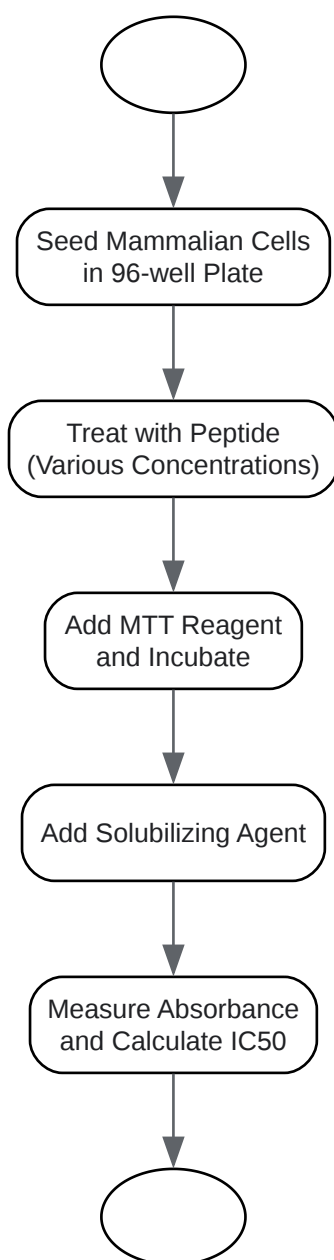 Seed Mammalian Cells
in 96-well Plate
Treat with Peptide
(Various Concentrations)
Add MTT Reagent
and Incubate
Add Solubilizing Agent
Measure Absorbance
and Calculate IC50